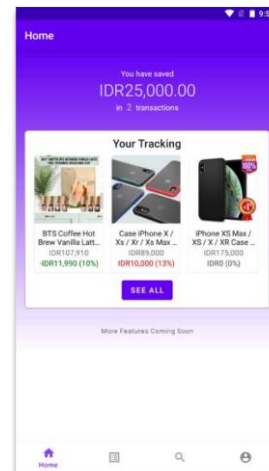 9:5
Home
You have saved
IDR25,000.00
in 2 transactions
Your Tracking
BTS Coffee Hot
Brew Vanilla Latt...
IDR107,910
-IDR11,990 (10%)
Case iPhone X /
Xs / Xr / Xs Max ...
IDR89,000
IDR10,000 (13%)
iPhone XS Max /
XS / X / XR Case ...
IDR175,000
IDR0 (0%)
SEE ALL
More Features Coming Soon
Home